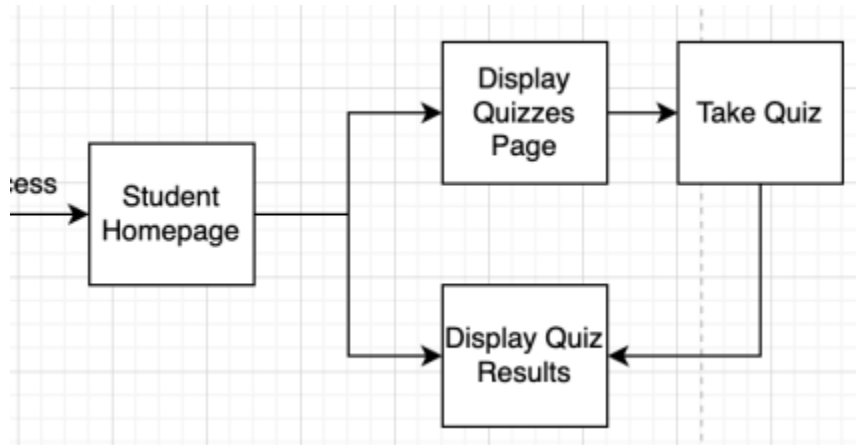 Display
Quizzes
Page
Take Quiz
cess
Student
Homepage
Display Quiz
Results